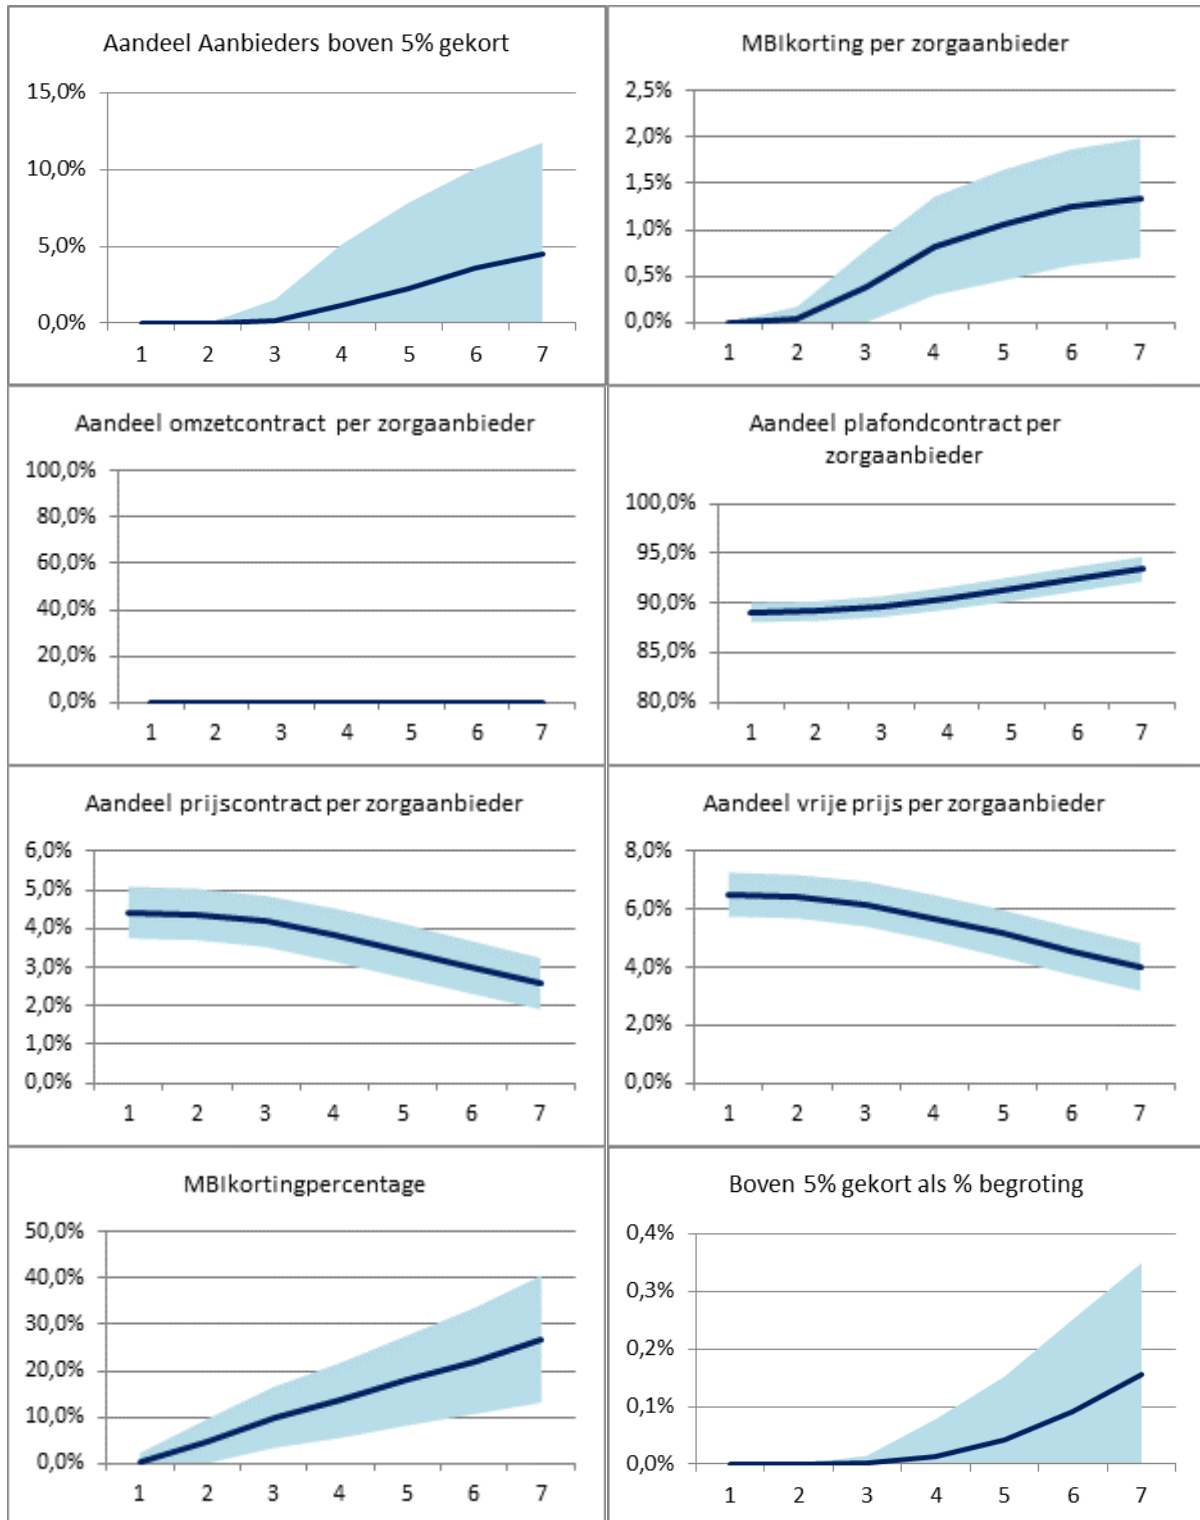 Aandeel Aanbieders boven 5% gekort
15,0%
10,0%
5,0%
0,0%
1 2 3 4 5 6 7
MBIkorting per zorgaanbieder
2,5%
2,0%
1,5%
1,0%
0,5%
0,0%
1 2 3 4 5 6 7
Aandeel omzetcontract per zorgaanbieder
100,0%
80,0%
60,0%
40,0%
20,0%
0,0%
1 2 3 4 5 6 7
Aandeel plafondcontract per
zorgaanbieder
100,0%
95,0%
90,0%
85,0%
80,0%
1 2 3 4 5 6 7
Aandeel prijscontract per zorgaanbieder
6,0%
5,0%
4,0%
3,0%
2,0%
1,0%
0,0%
1 2 3 4 5 6 7
Aandeel vrije prijs per zorgaanbieder
8,0%
6,0%
4,0%
2,0%
0,0%
1 2 3 4 5 6 7
MBIkortingpercentage
50,0%
40,0%
30,0%
20,0%
10,0%
0,0%
1 2 3 4 5 6 7
Boven 5% gekort als % begroting
0,4%
0,3%
0,2%
0,1%
0,0%
1 2 3 4 5 6 7